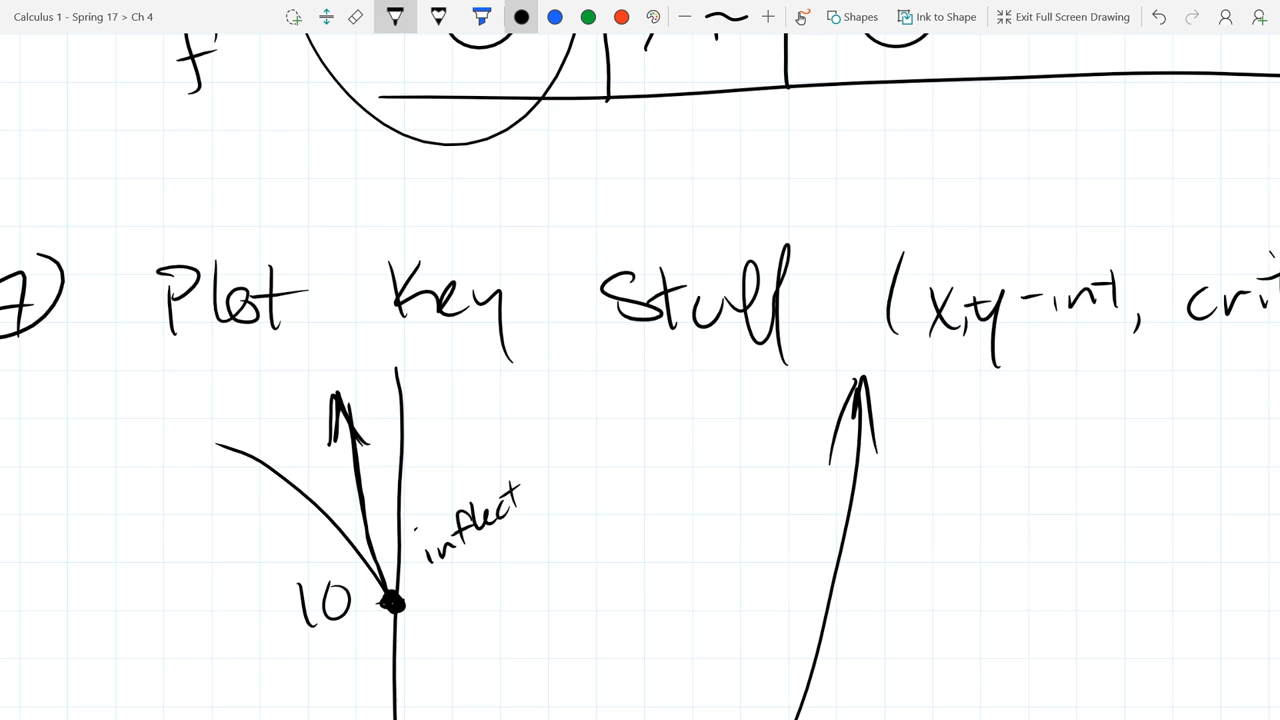 Calculus 1 - Spring 17 > Ch 4 Shapes Ink to Shape Exit Full Screen Drawing
f'
7) Plot Key Stuff (x,y-int, crit
inflect
10